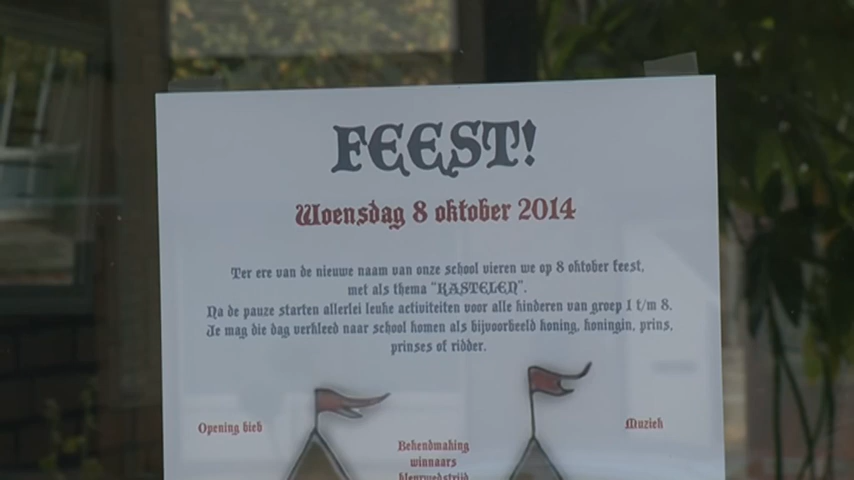 FEEST!
Woensdag 8 oktober 2014
Ter ere van de nieuwe naam van onze school vieren we op 8 oktober feest,
met als thema "KASTELEN".
Na de pauze starten allerlei leuke activiteiten voor alle kinderen van groep 1 t/m 8.
Je mag die dag verkleed naar school komen als bijvoorbeeld koning, koningin, prins,
prinses of ridder.
Opening bieb
Muziek
Bekendmaking
winnaars
kleurwedstrijd